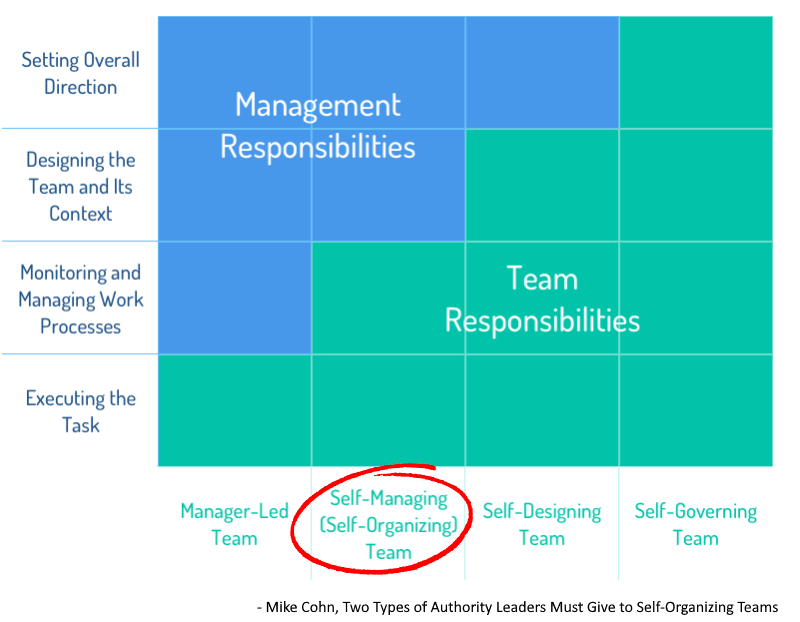 Setting Overall
Direction
Management
Responsibilities
Designing the
Team and Its
Context
Monitoring and
Managing Work
Processes
Team
Responsibilities
Executing the
Task
Manager-Led
Team
Self-Managing
(Self-Organizing)
Team
Self-Designing
Team
Self-Governing
Team
- Mike Cohn, Two Types of Authority Leaders Must Give to Self-Organizing Teams